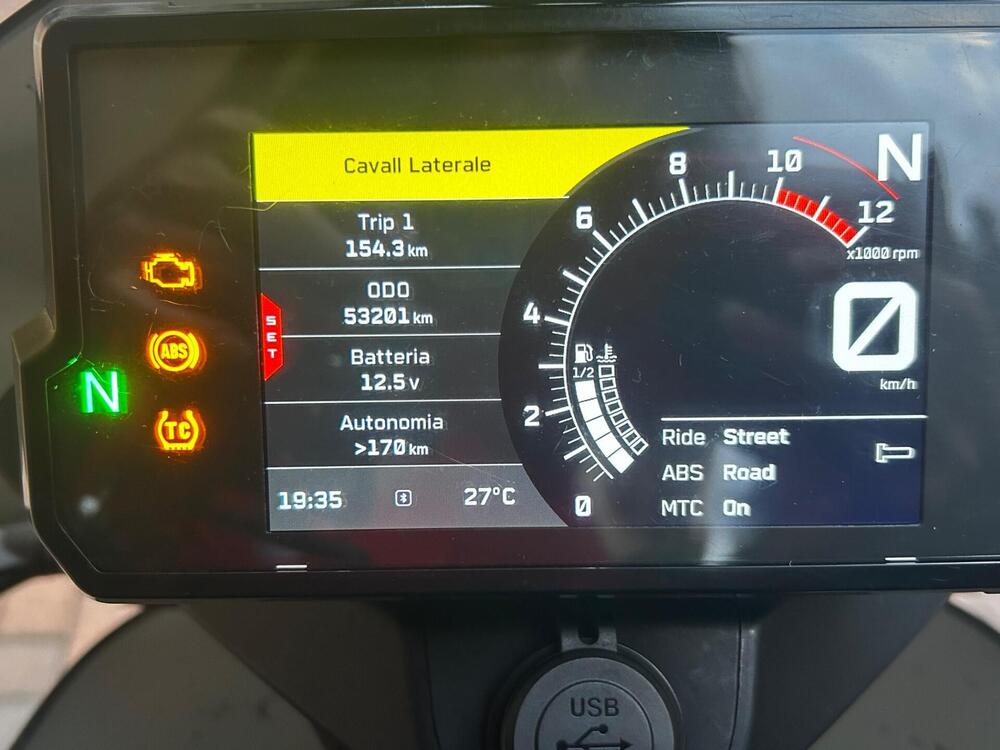 Cavall Laterale
Trip 1
154.3 km
ODO
53201 km
Batteria
12.5 V
Autonomia
>170 km
19:35
27°C
SET
ABS
N
TC
1/2
0
2
4
6
8
10
12
x1000 rpm
N
0
km/h
Ride Street
ABS Road
MTC On
USB